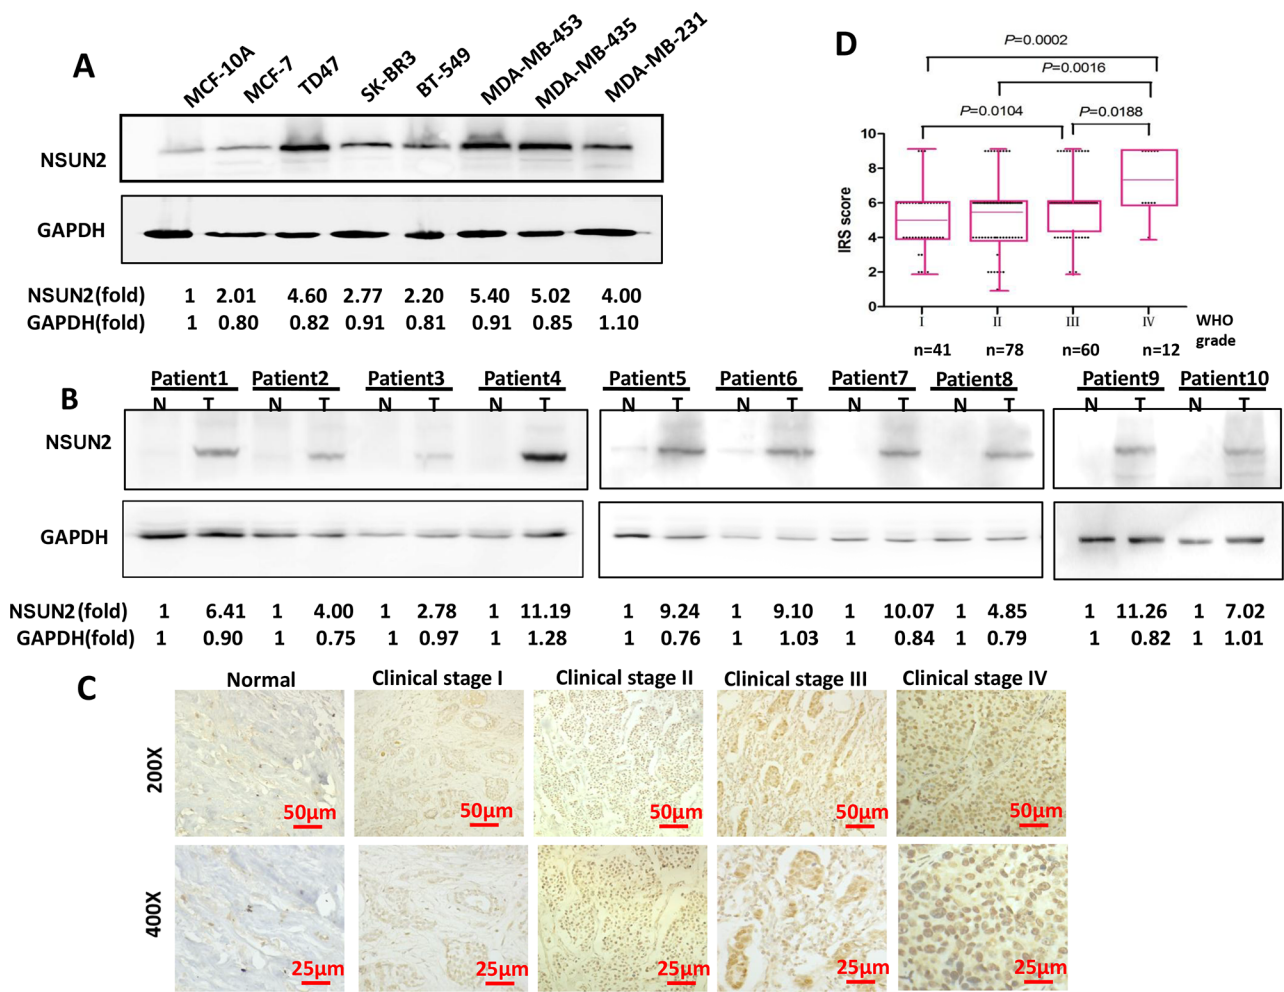 A
MCF-10A MCF-7 TD47 SK-BR3 BT-549 MDA-MB-453 MDA-MB-435 MDA-MB-231
NSUN2
GAPDH
NSUN2(fold) 1 2.01 4.60 2.77 2.20 5.40 5.02 4.00
GAPDH(fold) 1 0.80 0.82 0.91 0.81 0.91 0.85 1.10
D
P=0.0002
P=0.0016
P=0.0104 P=0.0188
10
8
6
4
2
0
IRS score
I II III IV WHO grade
n=41 n=78 n=60 n=12
B
Patient1 Patient2 Patient3 Patient4 Patient5 Patient6 Patient7 Patient8 Patient9 Patient10
N T N T N T N T N T N T N T N T N T N T
NSUN2
GAPDH
NSUN2(fold) 1 6.41 1 4.00 1 2.78 1 11.19 1 9.24 1 9.10 1 10.07 1 4.85 1 11.26 1 7.02
GAPDH(fold) 1 0.90 1 0.75 1 0.97 1 1.28 1 0.76 1 1.03 1 0.84 1 0.79 1 0.82 1 1.01
C
Normal Clinical stage I Clinical stage II Clinical stage III Clinical stage IV
200X
50μm 50μm 50μm 50μm 50μm
400X
25μm 25μm 25μm 25μm 25μm